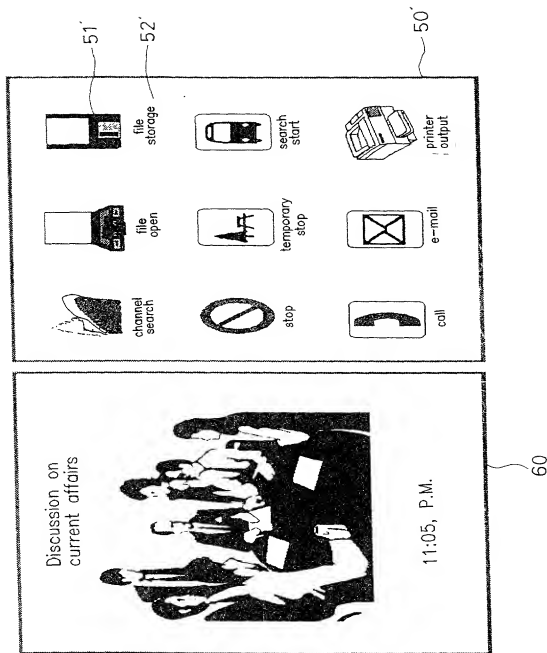 Discussion on
current affairs
11:05, P.M.
60
channel
search
file
open
file
storage
stop
temporary
stop
search
start
call
e-mail
printer
output
51′
52′
50′